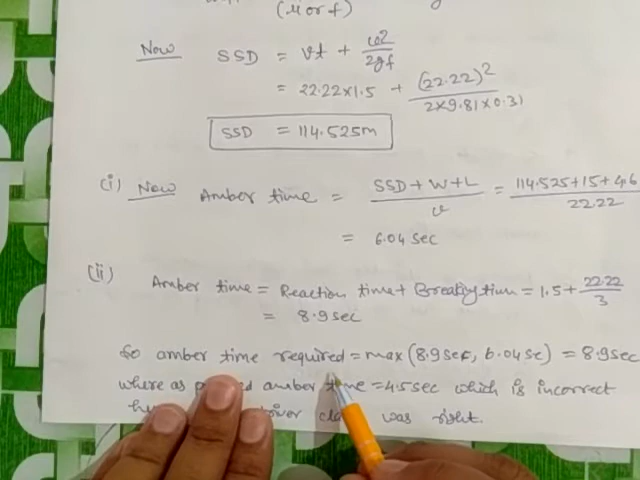 (μ or f)
Now SSD = vt + v²/2gf
= 22.22×1.5 + (22.22)²/2×9.81×0.31
SSD = 114.525m
(i) Now Amber time = SSD+W+L/v = 114.525+15+4.6/22.22
= 6.04 sec
(ii) Amber time = Reaction time + Breaking time = 1.5 + 22.22/3
= 8.9 sec
So amber time required = max (8.9 sec, 6.04 se) = 8.9 sec
where as amber time = 4.5 sec which is incorrect
was right.